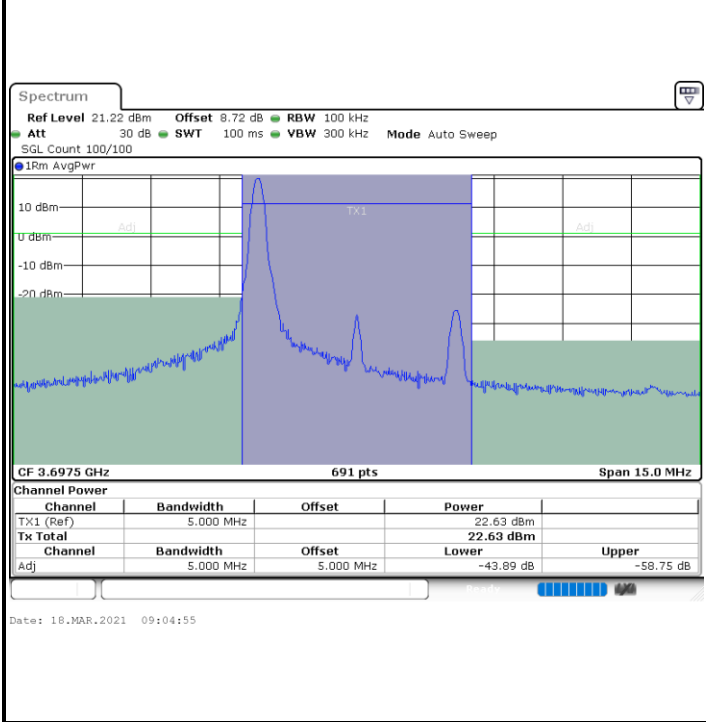 Spectrum
Ref Level 21.22 dBm Offset 8.72 dB RBW 100 kHz
Att 30 dB SWT 100 ms VBW 300 kHz Mode Auto Sweep
SGL Count 100/100
1Rm AvgPwr
10 dBm
TX1
Adj Adj
0 dBm
-10 dBm
-20 dBm
CF 3.6975 GHz 691 pts Span 15.0 MHz
Channel Power
Channel Bandwidth Offset Power
TX1 (Ref) 5.000 MHz 22.63 dBm
Tx Total 22.63 dBm
Channel Bandwidth Offset Lower Upper
Adj 5.000 MHz 5.000 MHz -43.89 dB -58.75 dB
Ready
Date: 18.MAR.2021 09:04:55